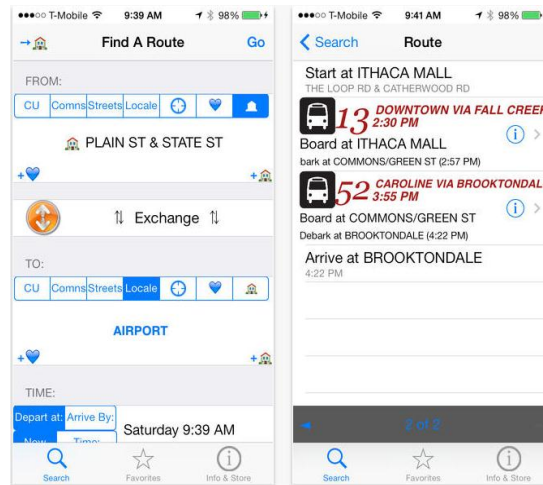 T-Mobile 9:39 AM 98%
Find A Route Go
FROM:
CU Comns Streets Locale
PLAIN ST & STATE ST
Exchange
TO:
CU Comns Streets Locale
AIRPORT
TIME:
Depart at: Arrive By:
Now Time:
Saturday 9:39 AM
Search Favorites Info & Store
T-Mobile 9:41 AM 98%
Search Route
Start at ITHACA MALL
THE LOOP RD & CATHERWOOD RD
13 DOWNTOWN VIA FALL CREEK
2:30 PM
Board at ITHACA MALL
bark at COMMONS/GREEN ST (2:57 PM)
52 CAROLINE VIA BROOKTONDAL
3:55 PM
Board at COMMONS/GREEN ST
Debark at BROOKTONDALE (4:22 PM)
Arrive at BROOKTONDALE
4:22 PM
2 of 2
Search Favorites Info & Store